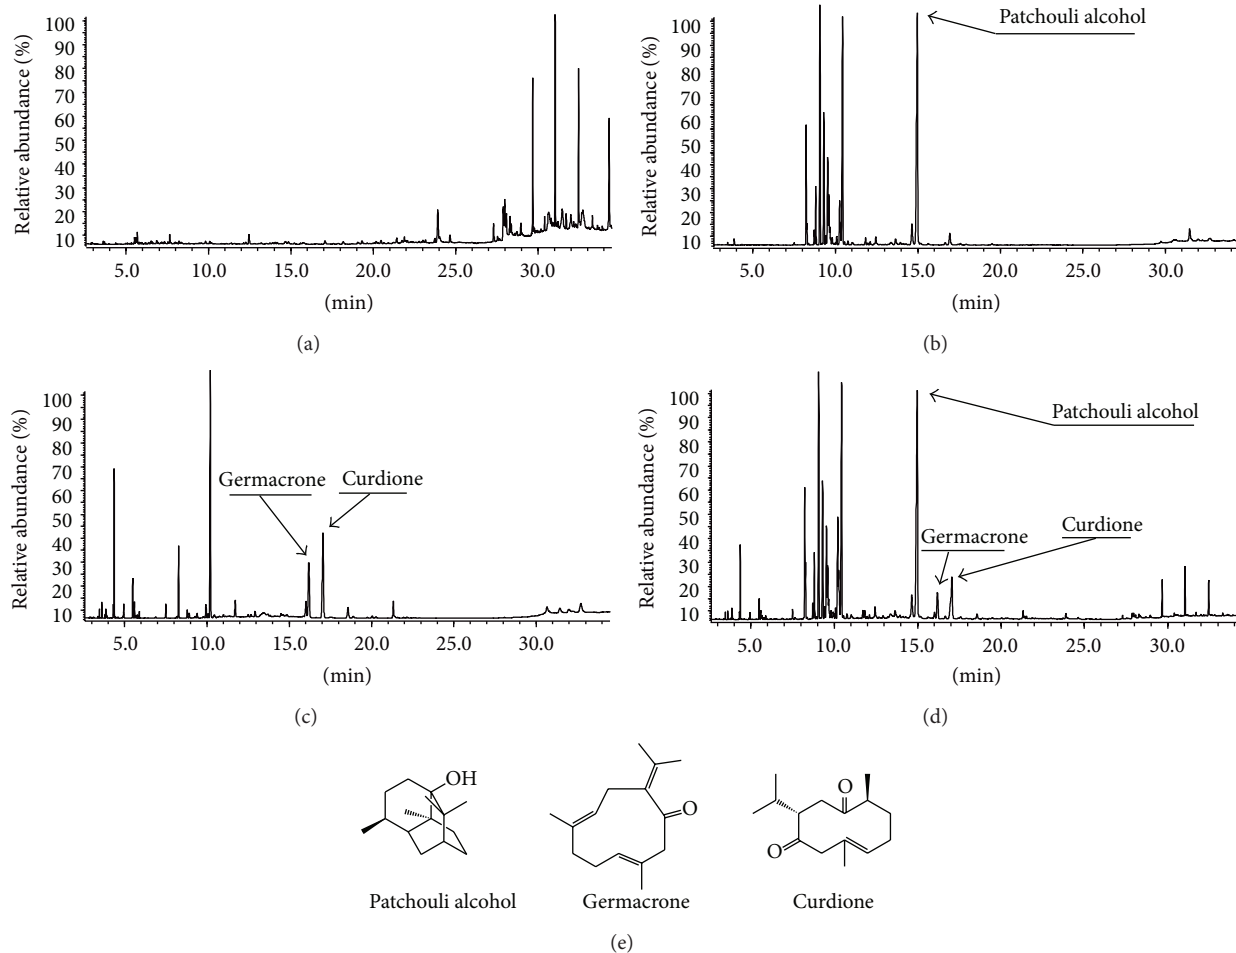 Relative abundance (%)
100
90
80
70
60
50
40
30
20
10
5.0 10.0 15.0 20.0 25.0 30.0
(min)
(a)
Relative abundance (%)
100
90
80
70
60
50
40
30
20
10
Patchouli alcohol
5.0 10.0 15.0 20.0 30.0
(min)
(b)
Relative abundance (%)
100
90
80
70
60
50
40
30
20
10
Germacrone Curdione
5.0 10.0 15.0 20.0 30.0
(min)
(c)
Relative abundance (%)
100
90
80
70
60
50
40
30
20
10
Patchouli alcohol
Curdione
Germacrone
5.0 10.0 15.0 20.0 25.0 30.0
(min)
(d)
OH
O
O
O
Patchouli alcohol Germacrone Curdione
(e)